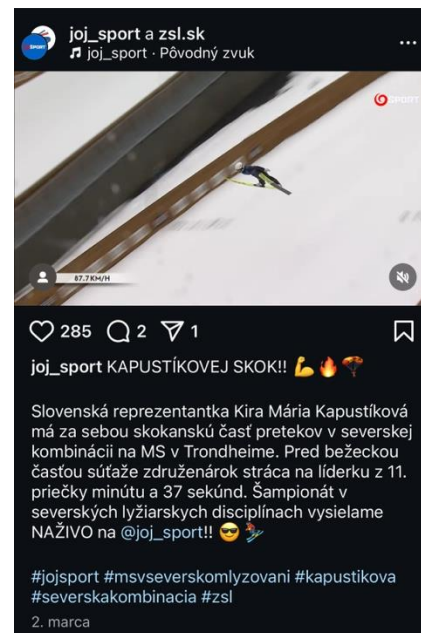 joj_sport a zsl.sk
joj_sport · Pôvodný zvuk
SPORT
SPORT
87.7 KM/H
285 2 1
joj_sport KAPUSTÍKOVEJ SKOK!! 💪🔥🪂
Slovenská reprezentantka Kira Mária Kapustíková
má za sebou skokanskú časť pretekov v severskej
kombinácii na MS v Trondheime. Pred bežeckou
časťou súťaže združenárok stráca na líderku z 11.
priečky minútu a 37 sekúnd. Šampionát v
severských lyžiarskych disciplínach vysielame
NAŽIVO na @joj_sport!! 😎⛷️
#jojsport #msvseverskomlyzovani #kapustikova
#severskakombinacia #zsl
2. marca